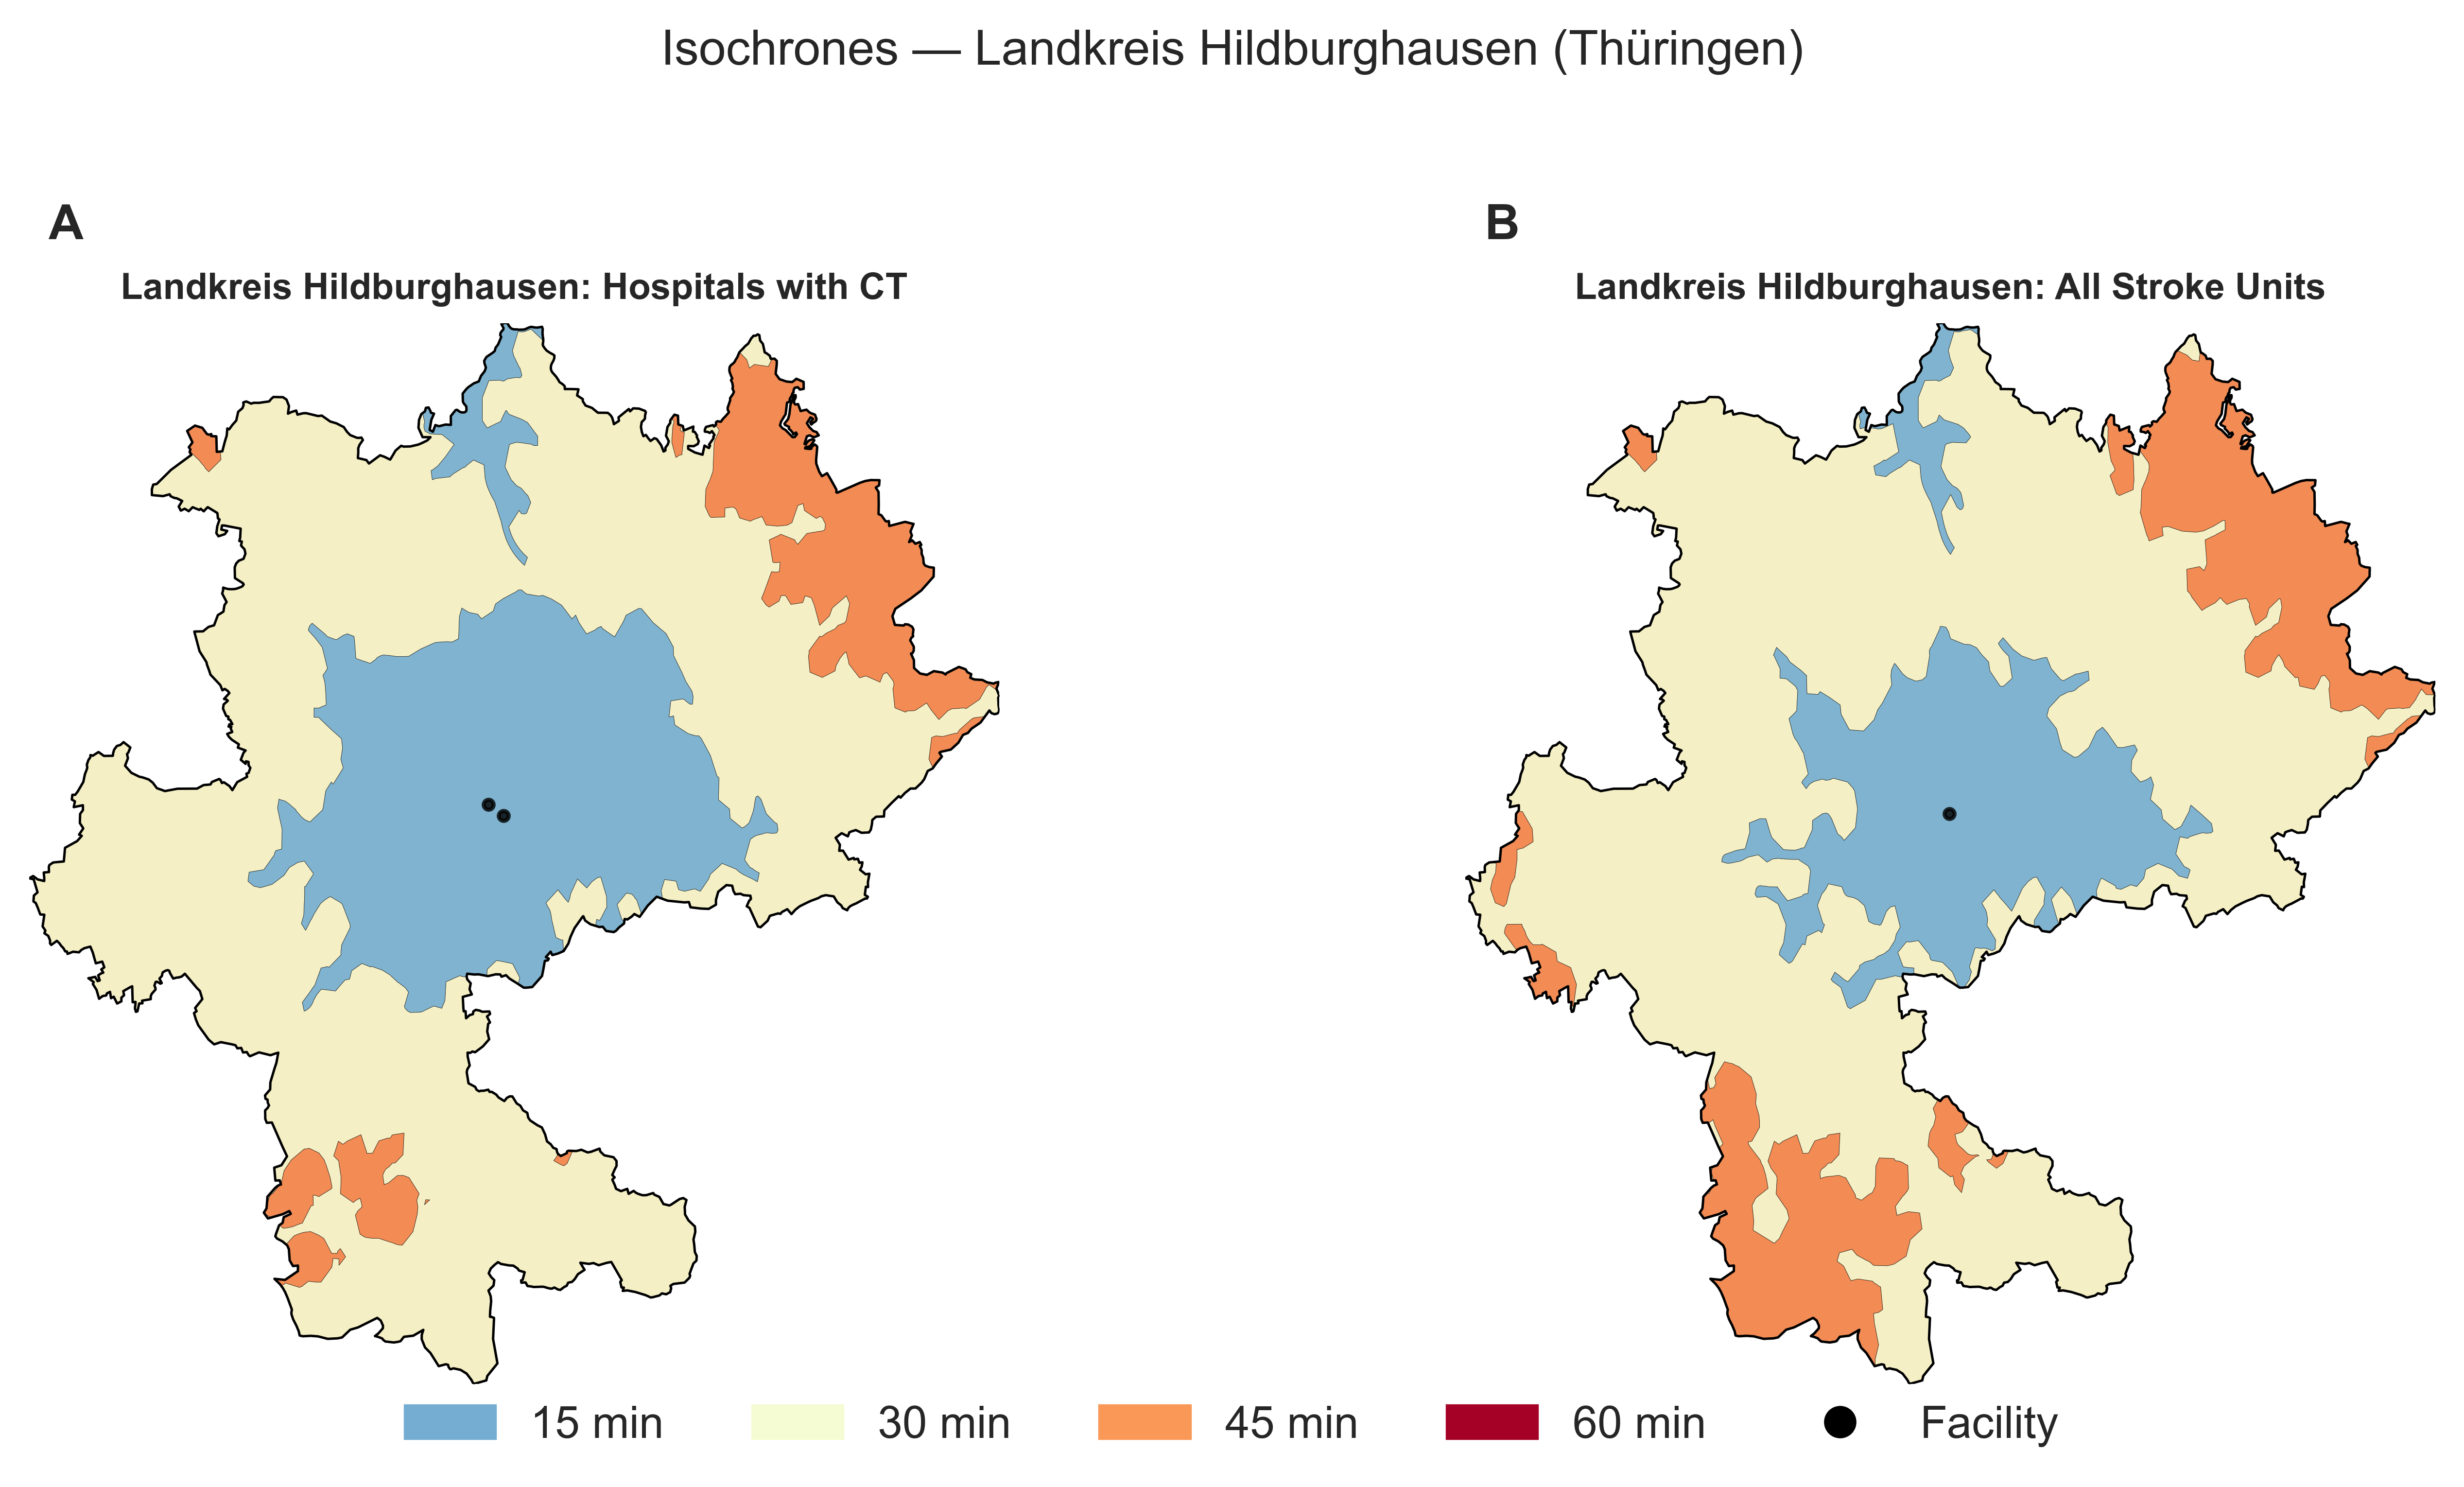 Isochrones — Landkreis Hildburghausen (Thüringen)
A
B
Landkreis Hildburghausen: Hospitals with CT
Landkreis Hildburghausen: All Stroke Units
15 min
30 min
45 min
60 min
Facility